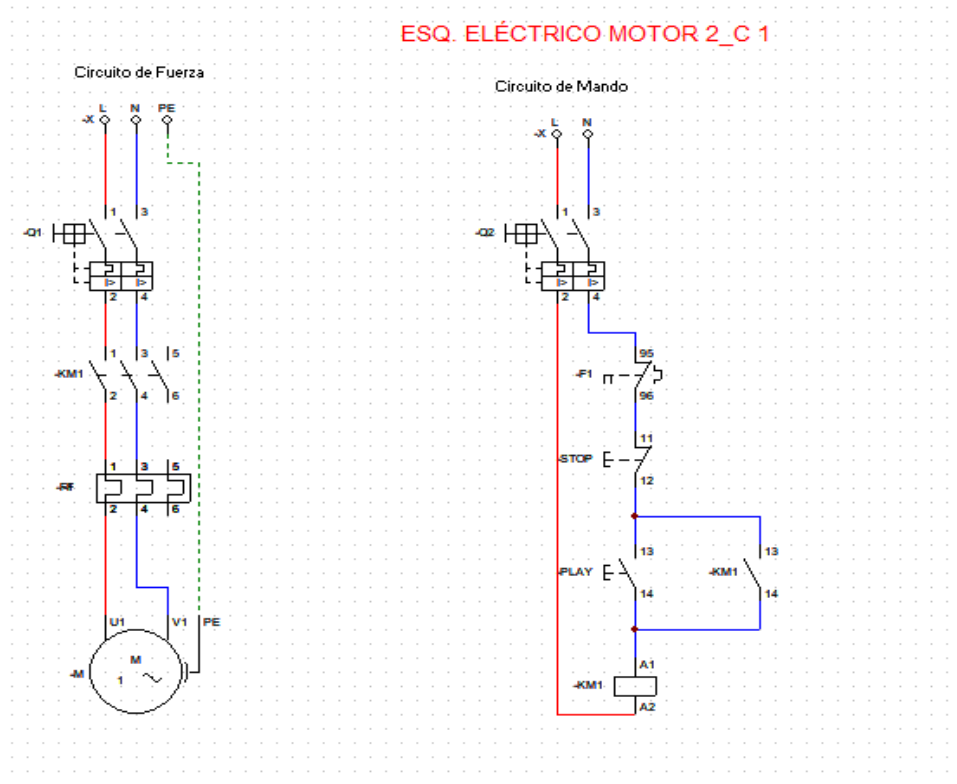 ESQ. ELÉCTRICO MOTOR 2_C 1
Circuito de Fuerza
L N PE
-X
1 3
-Q1
I> I>
2 4
1 3 5
-KM1
2 4 6
1 3 5
2 4 6
U1 V1 PE
M
-M
1
Circuito de Mando
L N
-X
1 3
-Q2
I> I>
2 4
95
-F1
96
11
-STOP
12
13 13
-PLAY -KM1
14 14
A1
-KM1
A2